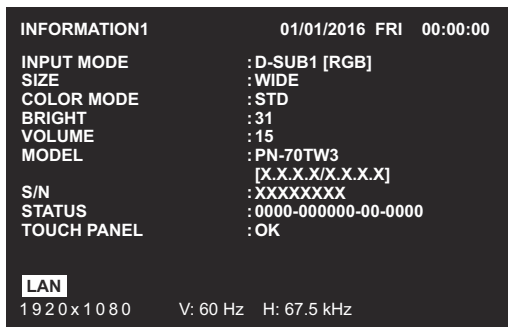 INFORMATION1 01/01/2016 FRI 00:00:00
INPUT MODE :D-SUB1 [RGB]
SIZE :WIDE
COLOR MODE :STD
BRIGHT :31
VOLUME :15
MODEL :PN-70TW3
[X.X.X.X/X.X.X.X]
S/N :XXXXXXXX
STATUS :0000-000000-00-0000
TOUCH PANEL :OK
LAN
1920x1080 V: 60 Hz H: 67.5 kHz